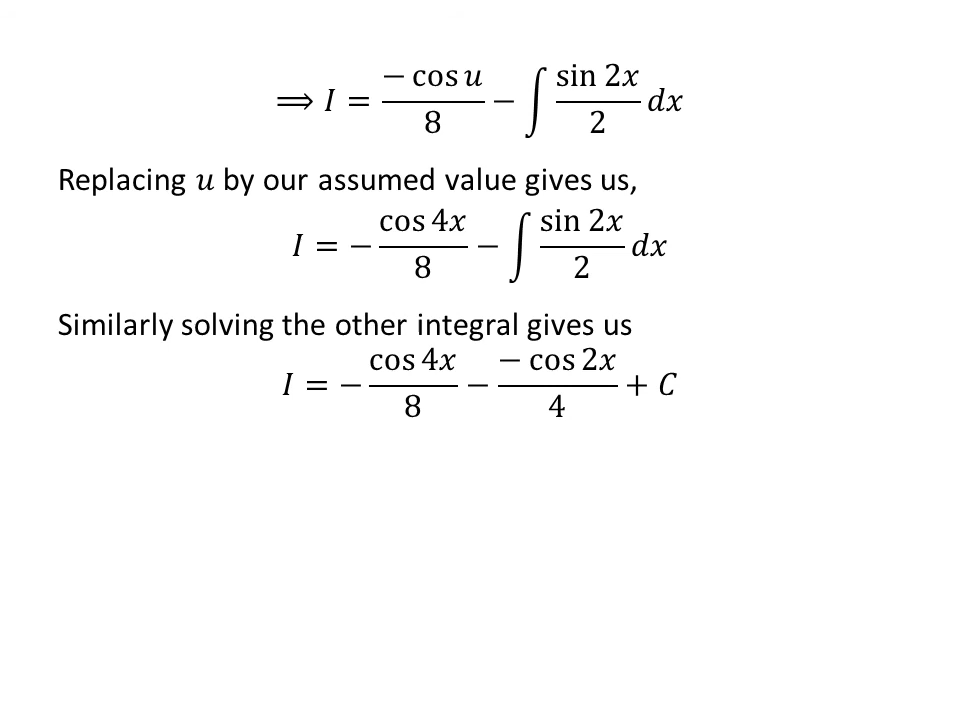 ⟹ 𝐼 = (− cos 𝑢)/8 − ∫ (sin 2𝑥)/2 𝑑𝑥
Replacing 𝑢 by our assumed value gives us,
𝐼 = − (cos 4𝑥)/8 − ∫ (sin 2𝑥)/2 𝑑𝑥
Similarly solving the other integral gives us
𝐼 = − (cos 4𝑥)/8 − (− cos 2𝑥)/4 + 𝐶